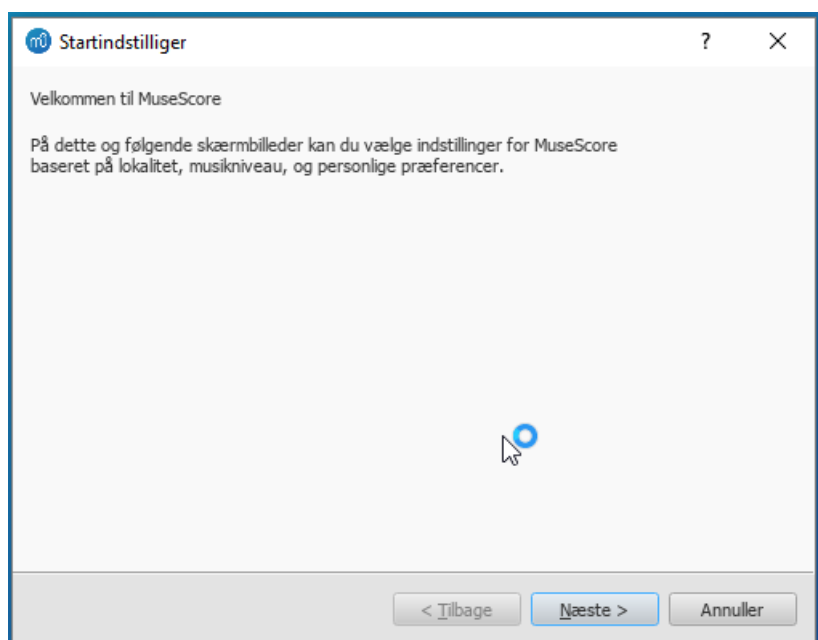 Startindstilliger
?
Velkommen til MuseScore
På dette og følgende skærmbilleder kan du vælge indstillinger for MuseScore
baseret på lokalitet, musikniveau, og personlige præferencer.
< Tilbage
Næste >
Annuller